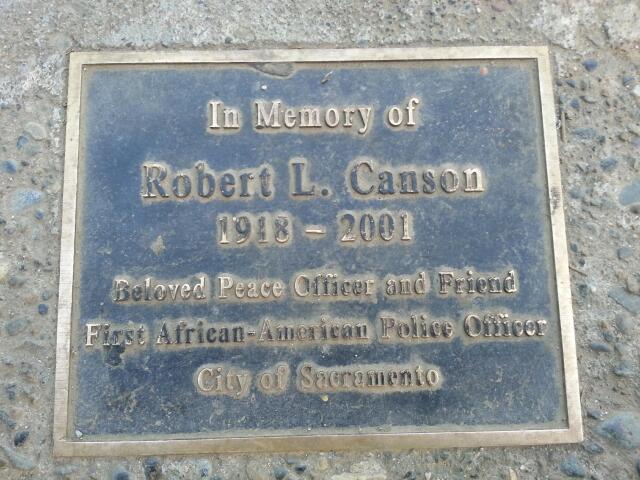 In Memory of
Robert L. Canson
1918 – 2001
Beloved Peace Officer and Friend
First African-American Police Officer
City of Sacramento